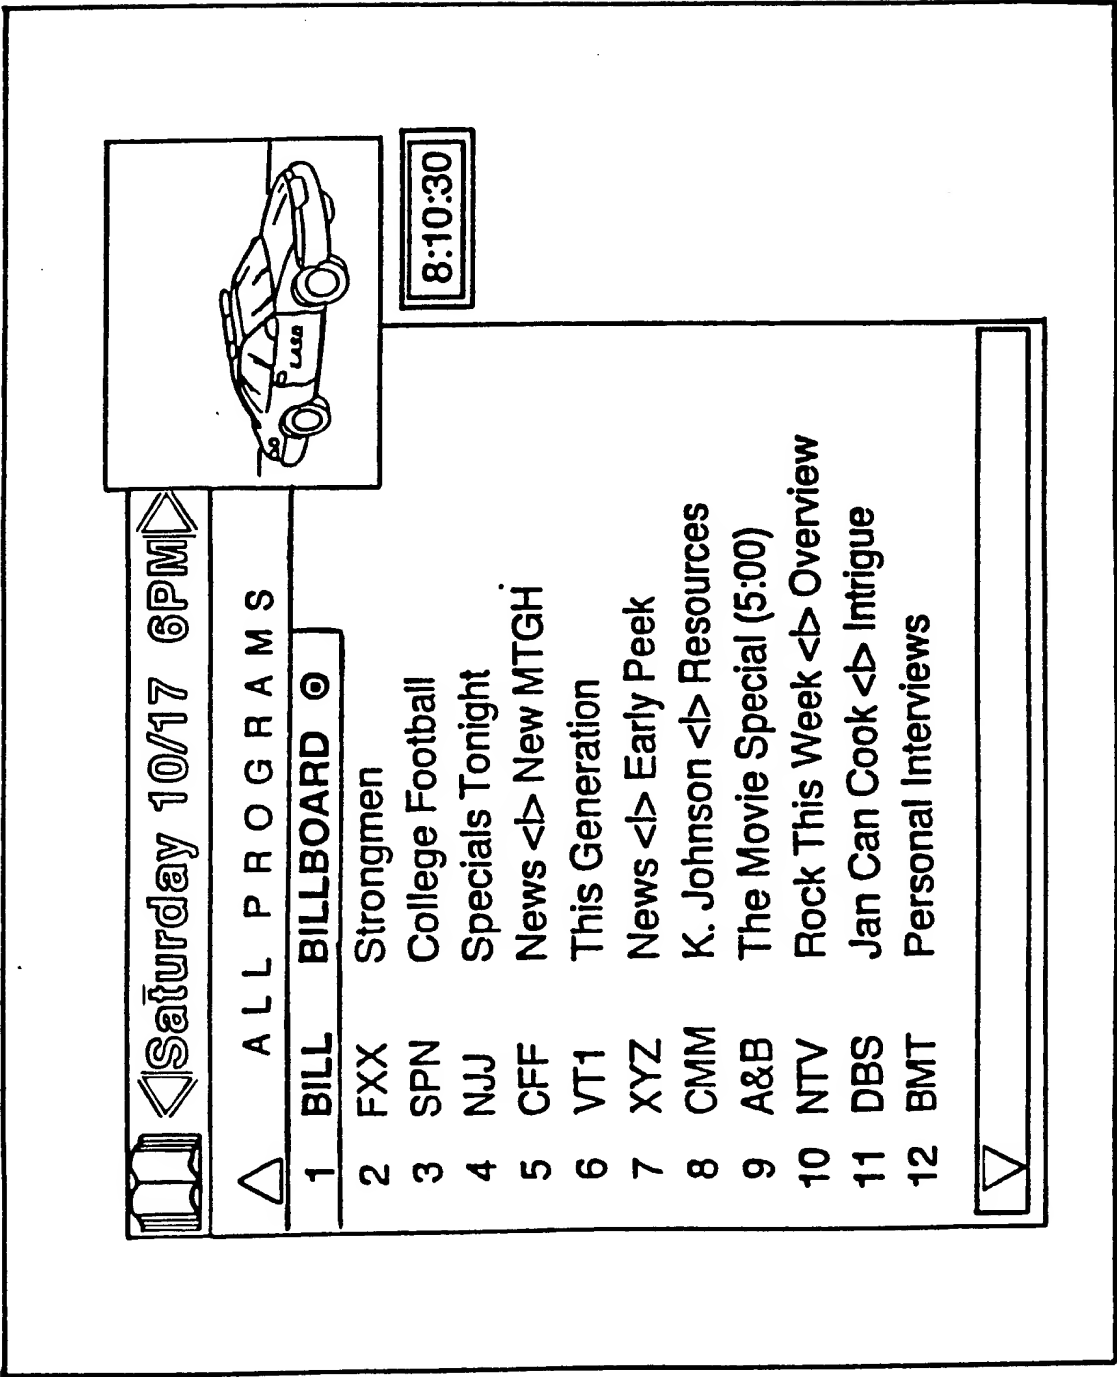 Saturday 10/17 6PM
ALL PROGRAMS
LASD
8:10:30
1 BILL BILLBOARD
2 FXX Strongmen
3 SPN College Football
4 NJJ Specials Tonight
5 CFF News <I> New MTGH
6 VT1 This Generation
7 XYZ News <I> Early Peek
8 CMM K. Johnson <I> Resources
9 A&B The Movie Special (5:00)
10 NTV Rock This Week <I> Overview
11 DBS Jan Can Cook <I> Intrigue
12 BMT Personal Interviews